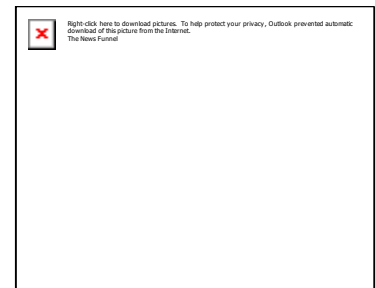 Right-click here to download pictures. To help protect your privacy, Outlook prevented automatic
download of this picture from the Internet.
The News Funnel